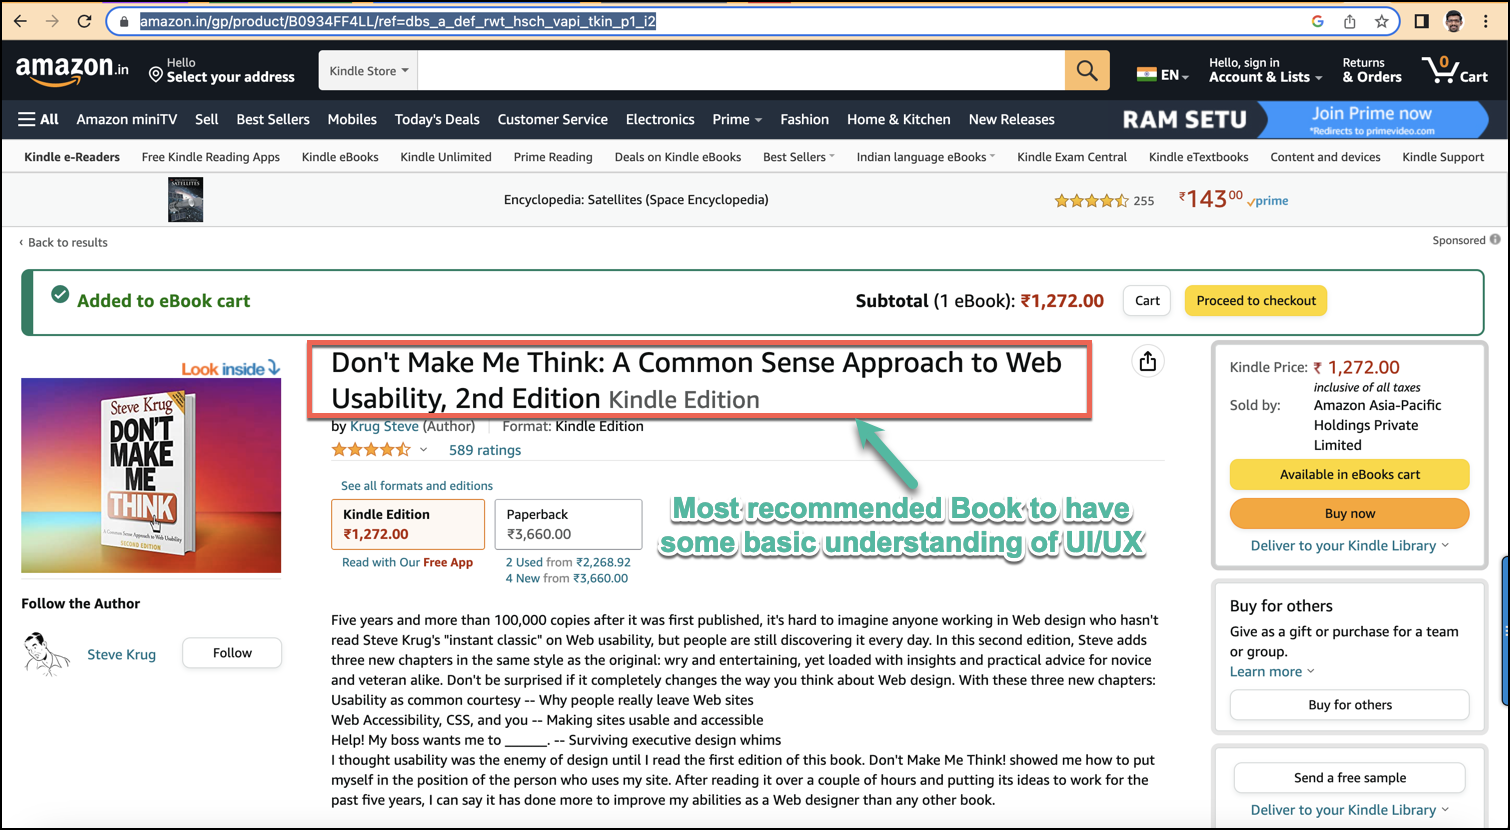 amazon.in/gp/product/B0934FF4LL/ref=dbs_a_def_rwt_hsch_vapi_tkin_p1_i2
amazon.in
Hello
Select your address
Kindle Store
EN
Hello, sign in
Account & Lists
Returns
& Orders
0
Cart
All Amazon miniTV Sell Best Sellers Mobiles Today's Deals Customer Service Electronics Prime Fashion Home & Kitchen New Releases
RAM SETU
Join Prime now
*Redirects to primevideo.com
Kindle e-Readers Free Kindle Reading Apps Kindle eBooks Kindle Unlimited Prime Reading Deals on Kindle eBooks Best Sellers Indian language eBooks Kindle Exam Central Kindle eTextbooks Content and devices Kindle Support
SATELLITES
Encyclopedia: Satellites (Space Encyclopedia)
255
₹14300
prime
‹ Back to results
Sponsored
Added to eBook cart
Subtotal (1 eBook): ₹1,272.00
Cart
Proceed to checkout
Look inside
Steve Krug
DON'T
MAKE
ME
THINK
A Common Sense Approach to Web Usability
SECOND EDITION
Follow the Author
Steve Krug
Follow
Don't Make Me Think: A Common Sense Approach to Web
Usability, 2nd Edition Kindle Edition
by Krug Steve (Author) Format: Kindle Edition
589 ratings
See all formats and editions
Kindle Edition
₹1,272.00
Read with Our Free App
Paperback
₹3,660.00
2 Used from ₹2,268.92
4 New from ₹3,660.00
Most recommended Book to have
some basic understanding of UI/UX
Five years and more than 100,000 copies after it was first published, it's hard to imagine anyone working in Web design who hasn't
read Steve Krug's "instant classic" on Web usability, but people are still discovering it every day. In this second edition, Steve adds
three new chapters in the same style as the original: wry and entertaining, yet loaded with insights and practical advice for novice
and veteran alike. Don't be surprised if it completely changes the way you think about Web design. With these three new chapters:
Usability as common courtesy -- Why people really leave Web sites
Web Accessibility, CSS, and you -- Making sites usable and accessible
Help! My boss wants me to ______. -- Surviving executive design whims
I thought usability was the enemy of design until I read the first edition of this book. Don't Make Me Think! showed me how to put
myself in the position of the person who uses my site. After reading it over a couple of hours and putting its ideas to work for the
past five years, I can say it has done more to improve my abilities as a Web designer than any other book.
Kindle Price: ₹ 1,272.00
inclusive of all taxes
Sold by: Amazon Asia-Pacific
Holdings Private
Limited
Available in eBooks cart
Buy now
Deliver to your Kindle Library
Buy for others
Give as a gift or purchase for a team
or group.
Learn more
Buy for others
Send a free sample
Deliver to your Kindle Library